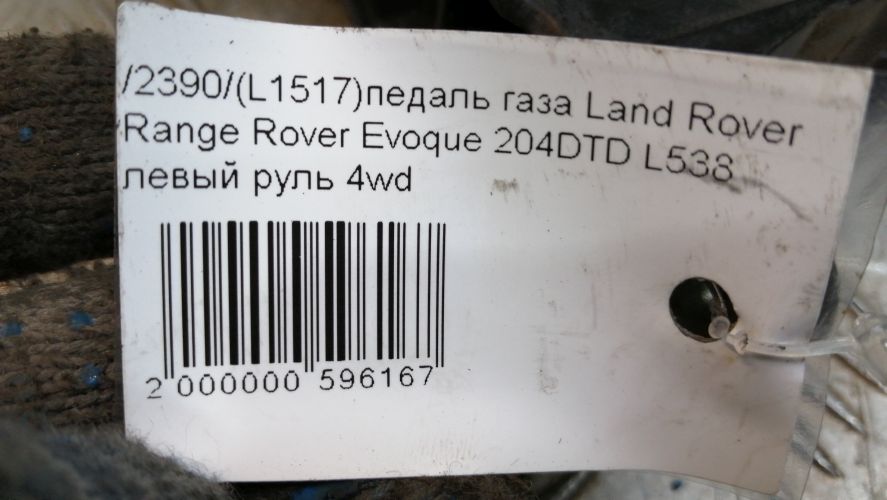 /2390/(L1517)педаль газа Land Rover
Range Rover Evoque 204DTD L538
левый руль 4wd
2 000000 596167